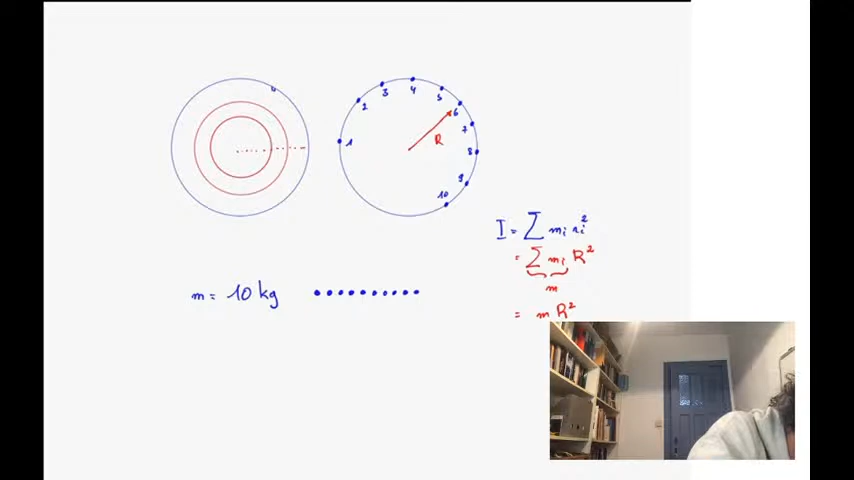 1 2 3 4 5 6 7 8 9 10
R
I = ∑ mᵢ rᵢ²
= ∑ mᵢ R²
m
= m R²
m = 10 kg